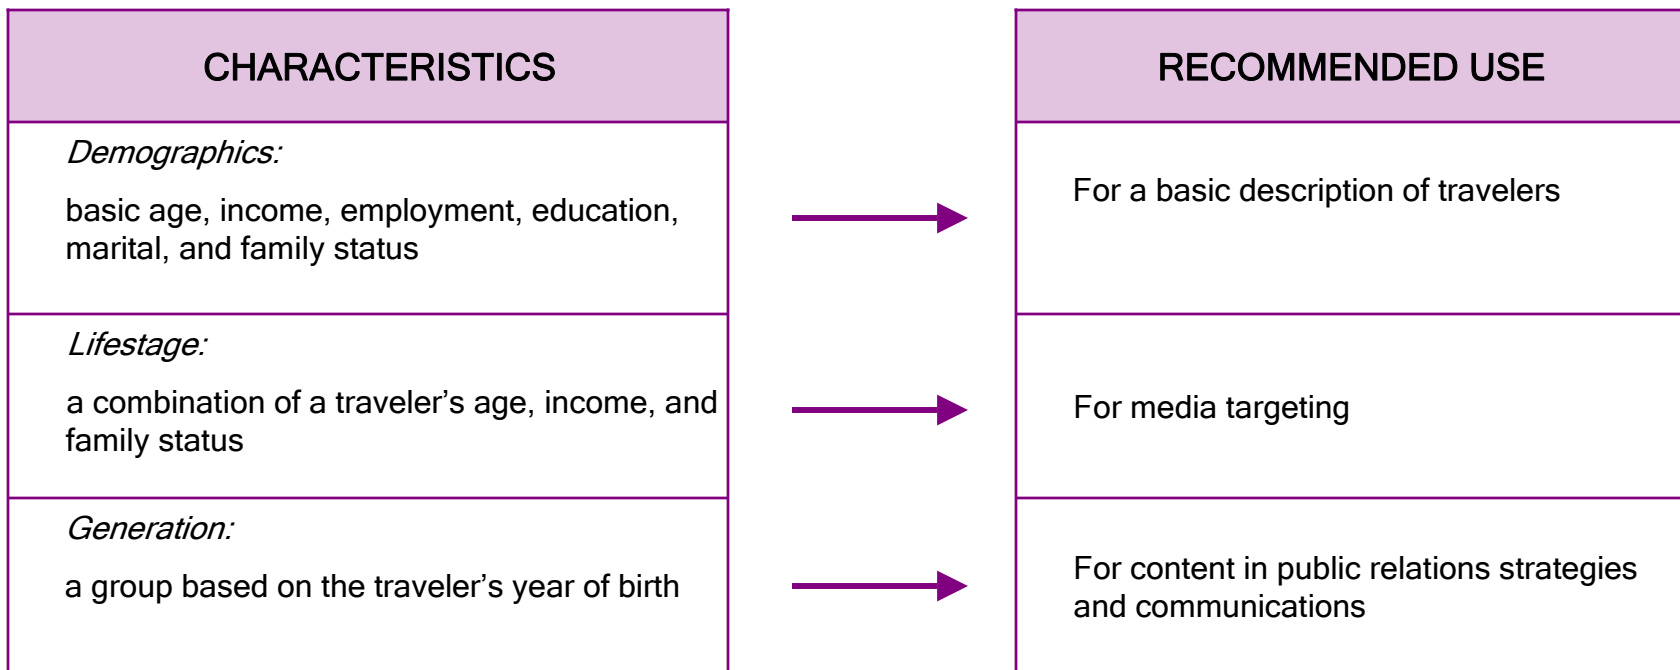 CHARACTERISTICS
RECOMMENDED USE
Demographics:
basic age, income, employment, education,
marital, and family status
For a basic description of travelers
Lifestage:
a combination of a traveler’s age, income, and
family status
For media targeting
Generation:
a group based on the traveler’s year of birth
For content in public relations strategies
and communications